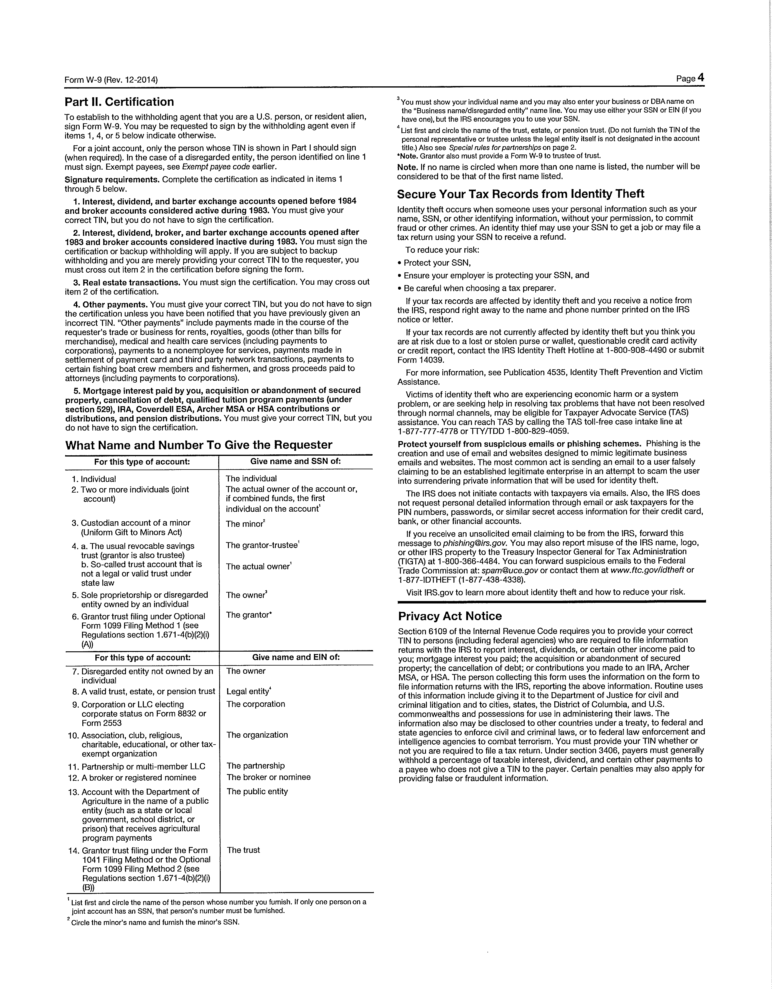 Form W-9 (Rev. 12-2014)
Page 4
Part II. Certification
To establish to the withholding agent that you are a U.S. person, or resident alien,
sign Form W-9. You may be requested to sign by the withholding agent even if
items 1, 4, or 5 below indicate otherwise.
For a joint account, only the person whose TIN is shown in Part I should sign
(when required). In the case of a disregarded entity, the person identified on line 1
must sign. Exempt payees, see Exempt payee code earlier.
Signature requirements. Complete the certification as indicated in items 1
through 5 below.
1. Interest, dividend, and barter exchange accounts opened before 1984
and broker accounts considered active during 1983. You must give your
correct TIN, but you do not have to sign the certification.
2. Interest, dividend, broker, and barter exchange accounts opened after
1983 and broker accounts considered inactive during 1983. You must sign the
certification or backup withholding will apply. If you are subject to backup
withholding and you are merely providing your correct TIN to the requester, you
must cross out item 2 in the certification before signing the form.
3. Real estate transactions. You must sign the certification. You may cross out
item 2 of the certification.
4. Other payments. You must give your correct TIN, but you do not have to sign
the certification unless you have been notified that you have previously given an
incorrect TIN. "Other payments" include payments made in the course of the
requester's trade or business for rents, royalties, goods (other than bills for
merchandise), medical and health care services (including payments to
corporations), payments to a nonemployee for services, payments made in
settlement of payment card and third party network transactions, payments to
certain fishing boat crew members and fishermen, and gross proceeds paid to
attorneys (including payments to corporations).
5. Mortgage interest paid by you, acquisition or abandonment of secured
property, cancellation of debt, qualified tuition program payments (under
section 529), IRA, Coverdell ESA, Archer MSA or HSA contributions or
distributions, and pension distributions. You must give your correct TIN, but you
do not have to sign the certification.
What Name and Number To Give the Requester
For this type of account: Give name and SSN of:
1. Individual The individual
2. Two or more individuals (joint The actual owner of the account or,
account) if combined funds, the first
individual on the account¹
3. Custodian account of a minor The minor²
(Uniform Gift to Minors Act)
4. a. The usual revocable savings The grantor-trustee¹
trust (grantor is also trustee)
b. So-called trust account that is The actual owner¹
not a legal or valid trust under
state law
5. Sole proprietorship or disregarded The owner³
entity owned by an individual
6. Grantor trust filing under Optional The grantor*
Form 1099 Filing Method 1 (see
Regulations section 1.671-4(b)(2)(i)
(A))
For this type of account: Give name and EIN of:
7. Disregarded entity not owned by an The owner
individual
8. A valid trust, estate, or pension trust Legal entity⁴
9. Corporation or LLC electing The corporation
corporate status on Form 8832 or
Form 2553
10. Association, club, religious, The organization
charitable, educational, or other tax-
exempt organization
11. Partnership or multi-member LLC The partnership
12. A broker or registered nominee The broker or nominee
13. Account with the Department of The public entity
Agriculture in the name of a public
entity (such as a state or local
government, school district, or
prison) that receives agricultural
program payments
14. Grantor trust filing under the Form The trust
1041 Filing Method or the Optional
Form 1099 Filing Method 2 (see
Regulations section 1.671-4(b)(2)(i)
(B))
¹ List first and circle the name of the person whose number you furnish. If only one person on a
joint account has an SSN, that person's number must be furnished.
² Circle the minor's name and furnish the minor's SSN.
³ You must show your individual name and you may also enter your business or DBA name on
the "Business name/disregarded entity" name line. You may use either your SSN or EIN (if you
have one), but the IRS encourages you to use your SSN.
⁴ List first and circle the name of the trust, estate, or pension trust. (Do not furnish the TIN of the
personal representative or trustee unless the legal entity itself is not designated in the account
title.) Also see Special rules for partnerships on page 2.
*Note. Grantor also must provide a Form W-9 to trustee of trust.
Note. If no name is circled when more than one name is listed, the number will be
considered to be that of the first name listed.
Secure Your Tax Records from Identity Theft
Identity theft occurs when someone uses your personal information such as your
name, SSN, or other identifying information, without your permission, to commit
fraud or other crimes. An identity thief may use your SSN to get a job or may file a
tax return using your SSN to receive a refund.
To reduce your risk:
• Protect your SSN,
• Ensure your employer is protecting your SSN, and
• Be careful when choosing a tax preparer.
If your tax records are affected by identity theft and you receive a notice from
the IRS, respond right away to the name and phone number printed on the IRS
notice or letter.
If your tax records are not currently affected by identity theft but you think you
are at risk due to a lost or stolen purse or wallet, questionable credit card activity
or credit report, contact the IRS Identity Theft Hotline at 1-800-908-4490 or submit
Form 14039.
For more information, see Publication 4535, Identity Theft Prevention and Victim
Assistance.
Victims of identity theft who are experiencing economic harm or a system
problem, or are seeking help in resolving tax problems that have not been resolved
through normal channels, may be eligible for Taxpayer Advocate Service (TAS)
assistance. You can reach TAS by calling the TAS toll-free case intake line at
1-877-777-4778 or TTY/TDD 1-800-829-4059.
Protect yourself from suspicious emails or phishing schemes. Phishing is the
creation and use of email and websites designed to mimic legitimate business
emails and websites. The most common act is sending an email to a user falsely
claiming to be an established legitimate enterprise in an attempt to scam the user
into surrendering private information that will be used for identity theft.
The IRS does not initiate contacts with taxpayers via emails. Also, the IRS does
not request personal detailed information through email or ask taxpayers for the
PIN numbers, passwords, or similar secret access information for their credit card,
bank, or other financial accounts.
If you receive an unsolicited email claiming to be from the IRS, forward this
message to phishing@irs.gov. You may also report misuse of the IRS name, logo,
or other IRS property to the Treasury Inspector General for Tax Administration
(TIGTA) at 1-800-366-4484. You can forward suspicious emails to the Federal
Trade Commission at: spam@uce.gov or contact them at www.ftc.gov/idtheft or
1-877-IDTHEFT (1-877-438-4338).
Visit IRS.gov to learn more about identity theft and how to reduce your risk.
Privacy Act Notice
Section 6109 of the Internal Revenue Code requires you to provide your correct
TIN to persons (including federal agencies) who are required to file information
returns with the IRS to report interest, dividends, or certain other income paid to
you; mortgage interest you paid; the acquisition or abandonment of secured
property; the cancellation of debt; or contributions you made to an IRA, Archer
MSA, or HSA. The person collecting this form uses the information on the form to
file information returns with the IRS, reporting the above information. Routine uses
of this information include giving it to the Department of Justice for civil and
criminal litigation and to cities, states, the District of Columbia, and U.S.
commonwealths and possessions for use in administering their laws. The
information also may be disclosed to other countries under a treaty, to federal and
state agencies to enforce civil and criminal laws, or to federal law enforcement and
intelligence agencies to combat terrorism. You must provide your TIN whether or
not you are required to file a tax return. Under section 3406, payers must generally
withhold a percentage of taxable interest, dividend, and certain other payments to
a payee who does not give a TIN to the payer. Certain penalties may also apply for
providing false or fraudulent information.